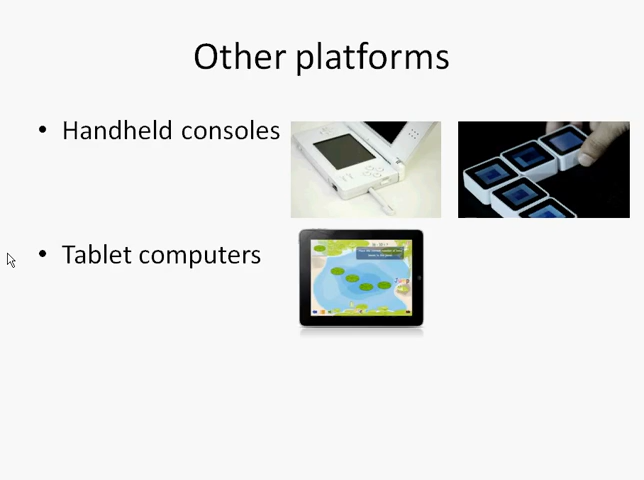 Other platforms
• Handheld consoles
• Tablet computers